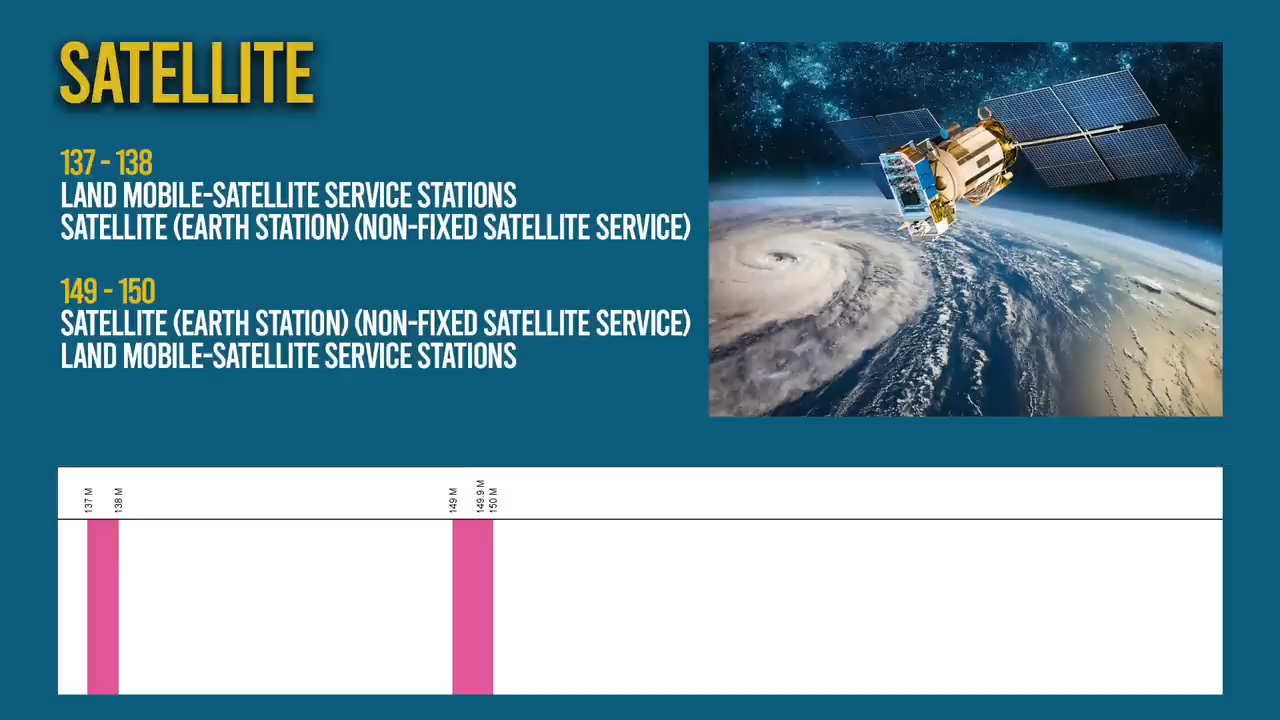 SATELLITE
137 - 138
LAND MOBILE-SATELLITE SERVICE STATIONS
SATELLITE (EARTH STATION) (NON-FIXED SATELLITE SERVICE)
149 - 150
SATELLITE (EARTH STATION) (NON-FIXED SATELLITE SERVICE)
LAND MOBILE-SATELLITE SERVICE STATIONS
137 M
138 M
149 M
149.9 M
150 M